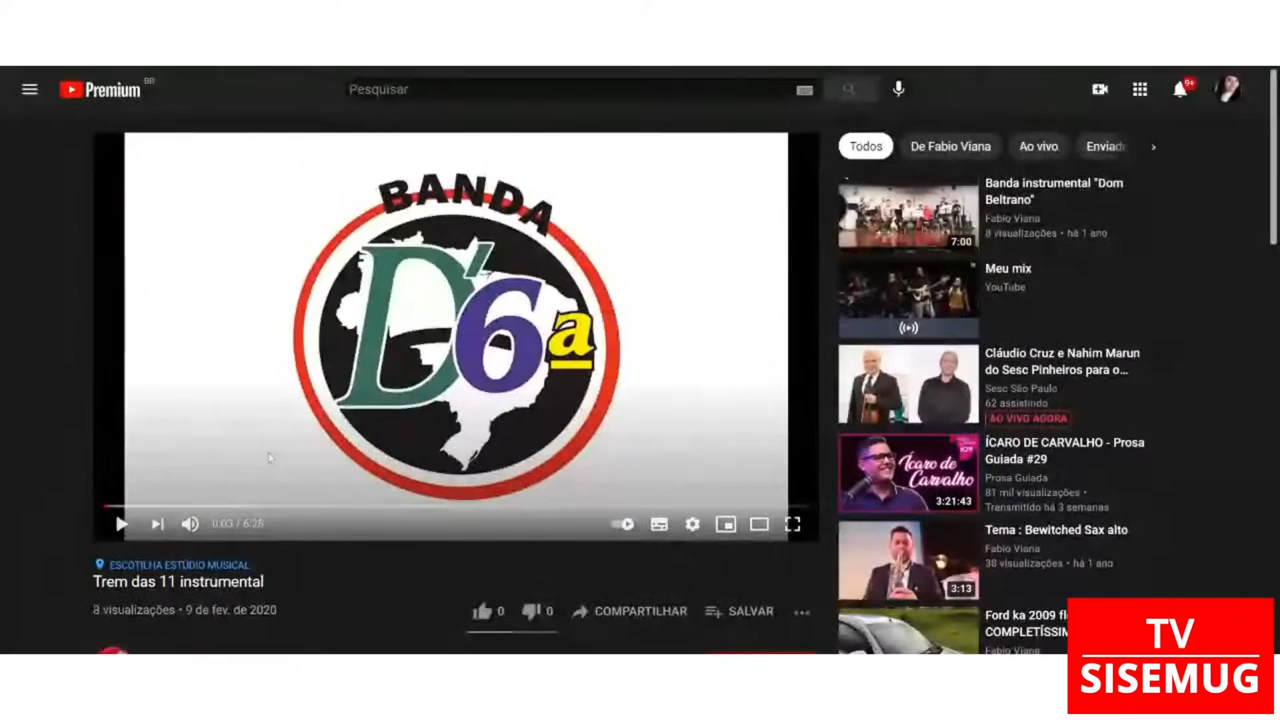 Premium BR
Pesquisar
9+
BANDA
D'6ª
0:03 / 6:28
ESCOTILHA ESTÚDIO MUSICAL
Trem das 11 instrumental
8 visualizações • 9 de fev. de 2020
0
0
COMPARTILHAR
SALVAR
Todos
De Fabio Viana
Ao vivo
Enviado
Banda instrumental "Dom
Beltrano"
Fabio Viana
8 visualizações • há 1 ano
7:00
Meu mix
YouTube
Cláudio Cruz e Nahim Marun
do Sesc Pinheiros para o...
Sesc São Paulo
62 assistindo
AO VIVO AGORA
ÍCARO DE CARVALHO - Prosa
Guiada #29
Prosa Guiada
81 mil visualizações •
Transmitido há 3 semanas
Ícaro de
Carvalho
3:21:43
Tema : Bewitched Sax alto
Fabio Viana
38 visualizações • há 1 ano
3:13
Ford ka 2009 fl
COMPLETÍSSIM
Fabio Viana
TV
SISEMUG